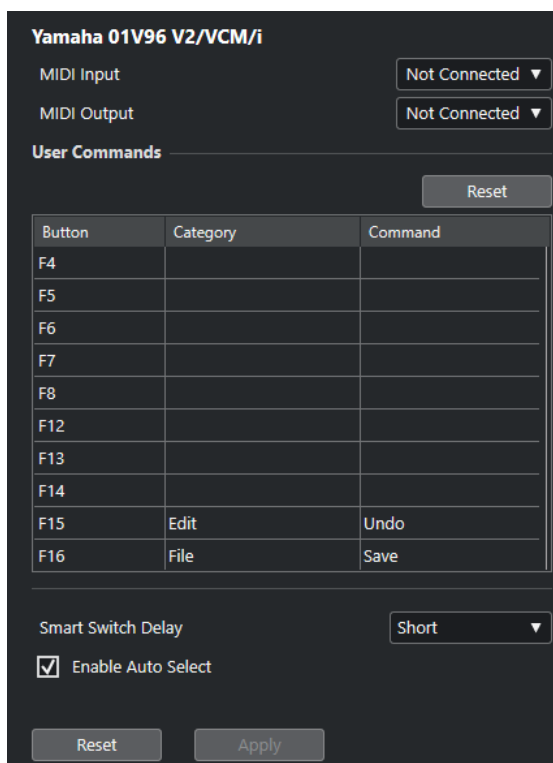 Yamaha 01V96 V2/VCM/i
MIDI Input Not Connected
MIDI Output Not Connected
User Commands
Reset
Button Category Command
F4
F5
F6
F7
F8
F12
F13
F14
F15 Edit Undo
F16 File Save
Smart Switch Delay Short
Enable Auto Select
Reset Apply